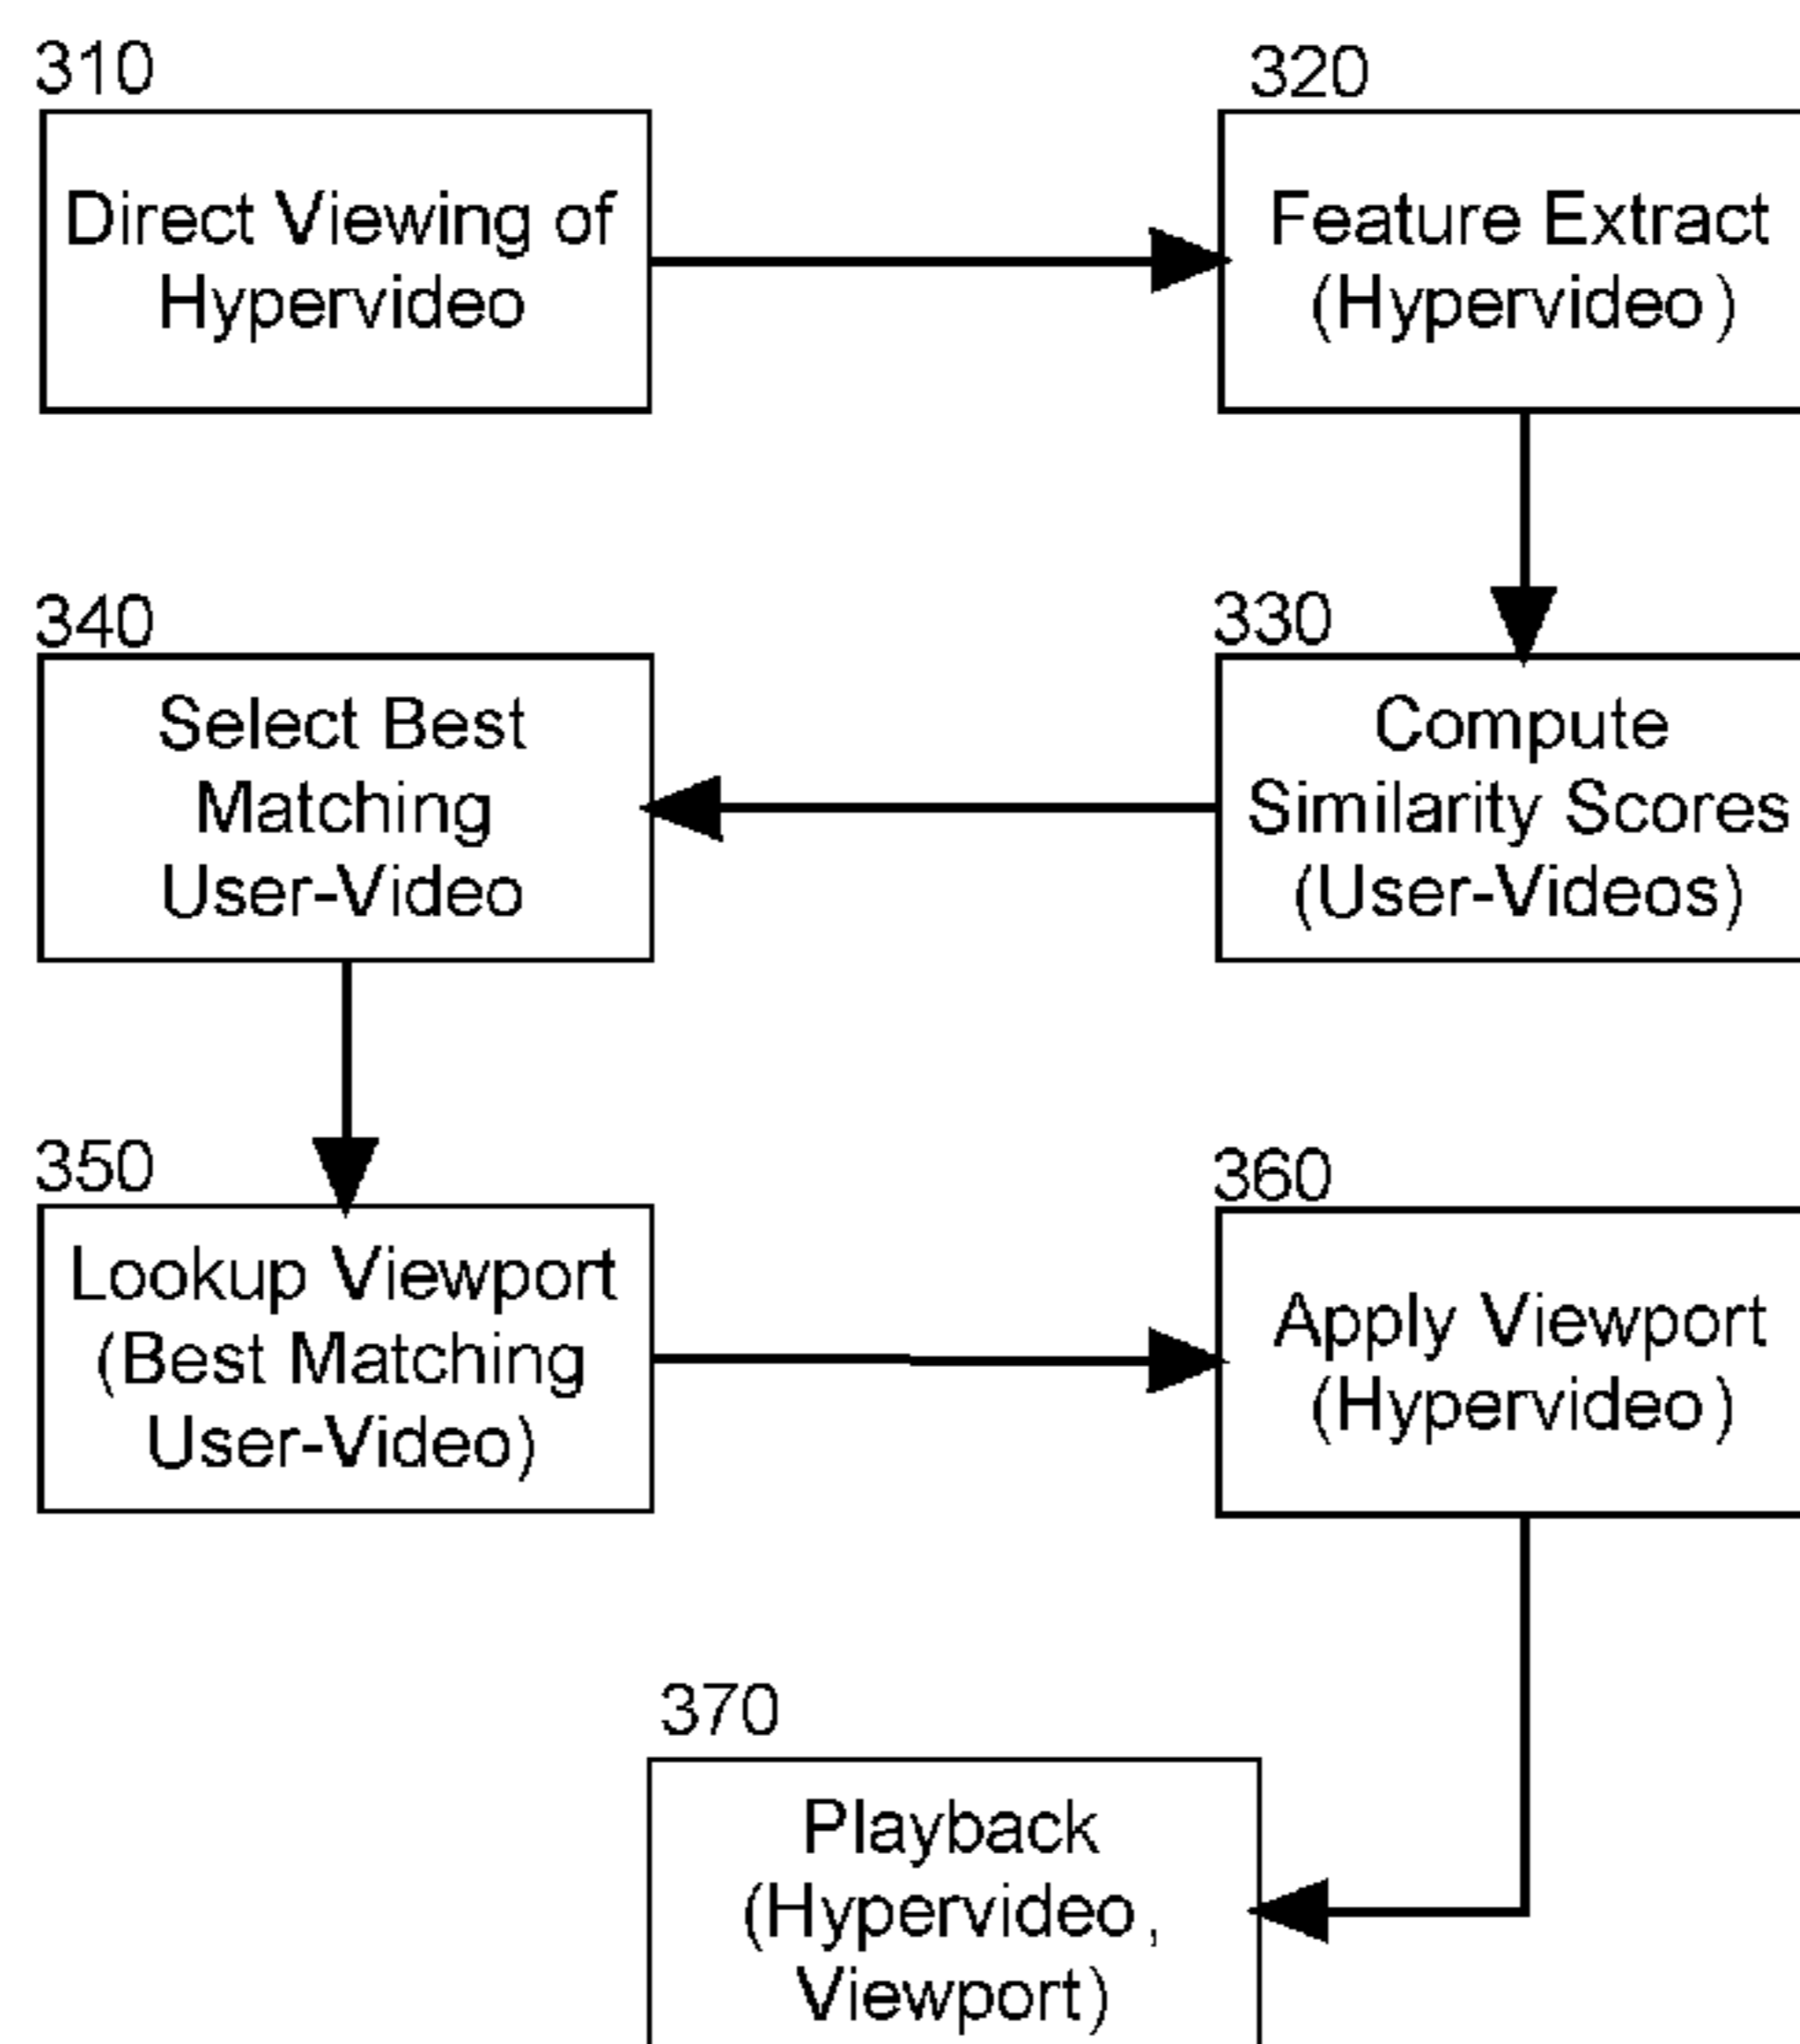 310
Direct Viewing of
Hypervideo
320
Feature Extract
(Hypervideo)
330
Compute
Similarity Scores
(User-Videos)
340
Select Best
Matching
User-Video
350
Lookup Viewport
(Best Matching
User-Video)
360
Apply Viewport
(Hypervideo)
370
Playback
(Hypervideo,
Viewport)